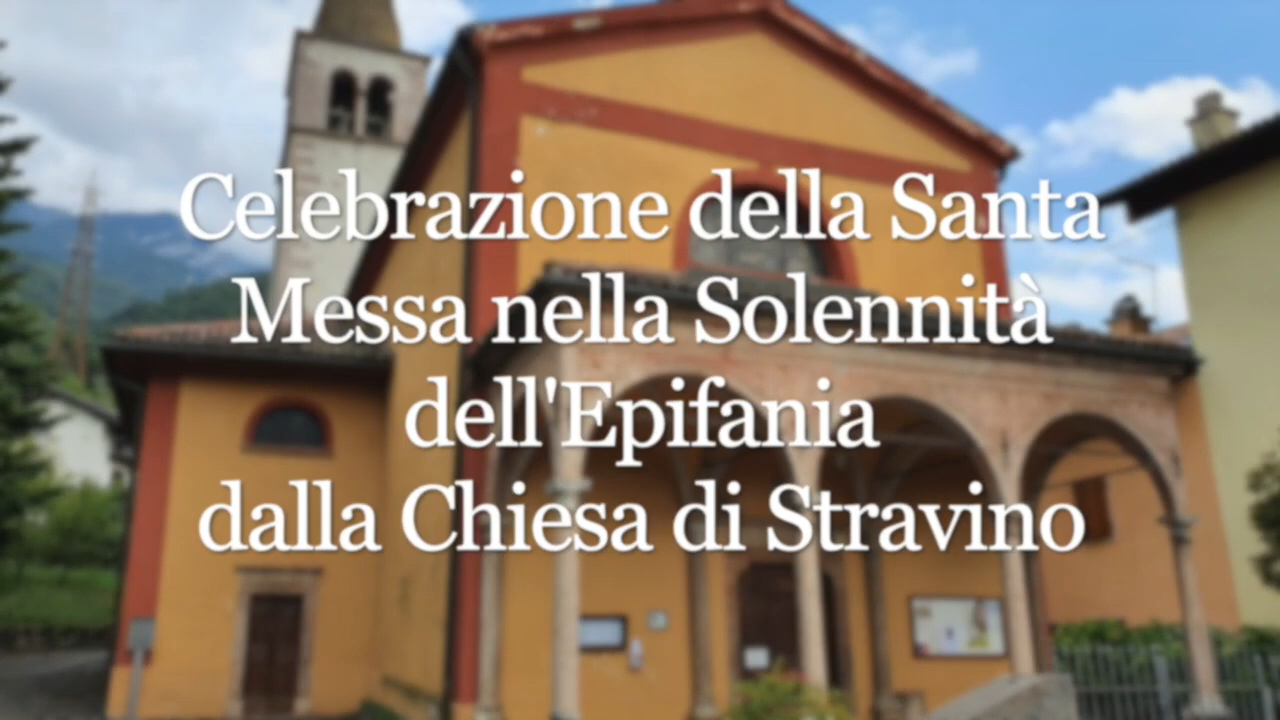 Celebrazione della Santa
Messa nella Solennità
dell'Epifania
dalla Chiesa di Stravino